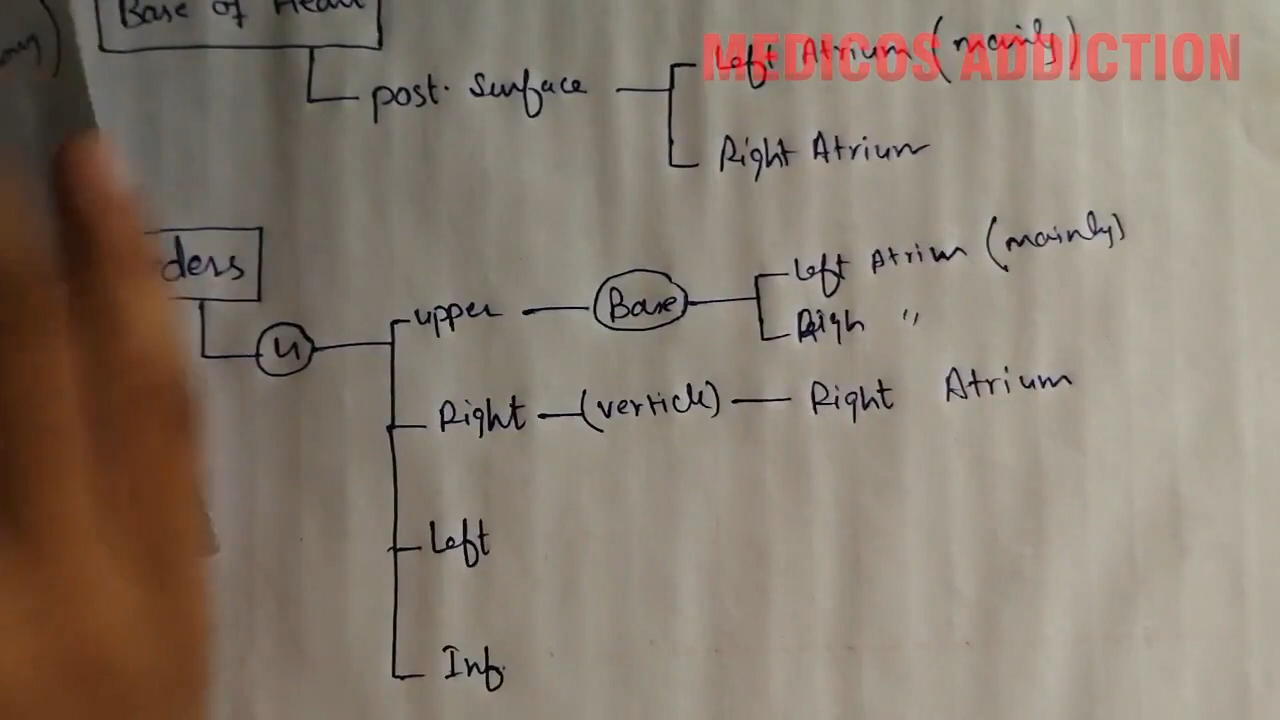 Base of Heart
MEDICOS ADDICTION
Left Atrium (mainly)
post. Surface
Right Atrium
ders
Left Atrium (mainly)
upper Base
Righ "
4
Right (verticle) Right Atrium
Left
Inf.